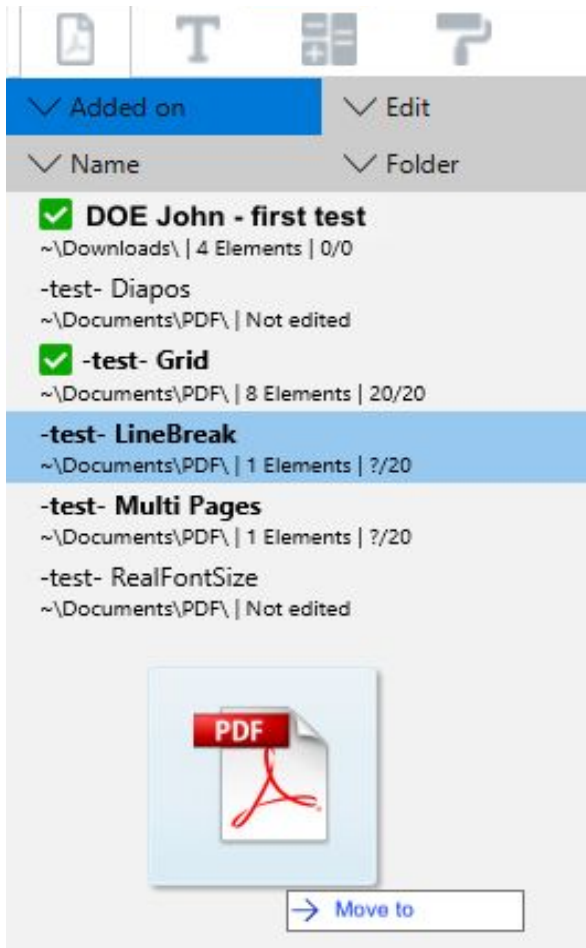 Added on
Edit
Name
Folder
DOE John - first test
~\Downloads\ | 4 Elements | 0/0
-test- Diapos
~\Documents\PDF\ | Not edited
-test- Grid
~\Documents\PDF\ | 8 Elements | 20/20
-test- LineBreak
~\Documents\PDF\ | 1 Elements | ?/20
-test- Multi Pages
~\Documents\PDF\ | 1 Elements | ?/20
-test- RealFontSize
~\Documents\PDF\ | Not edited
PDF
Move to